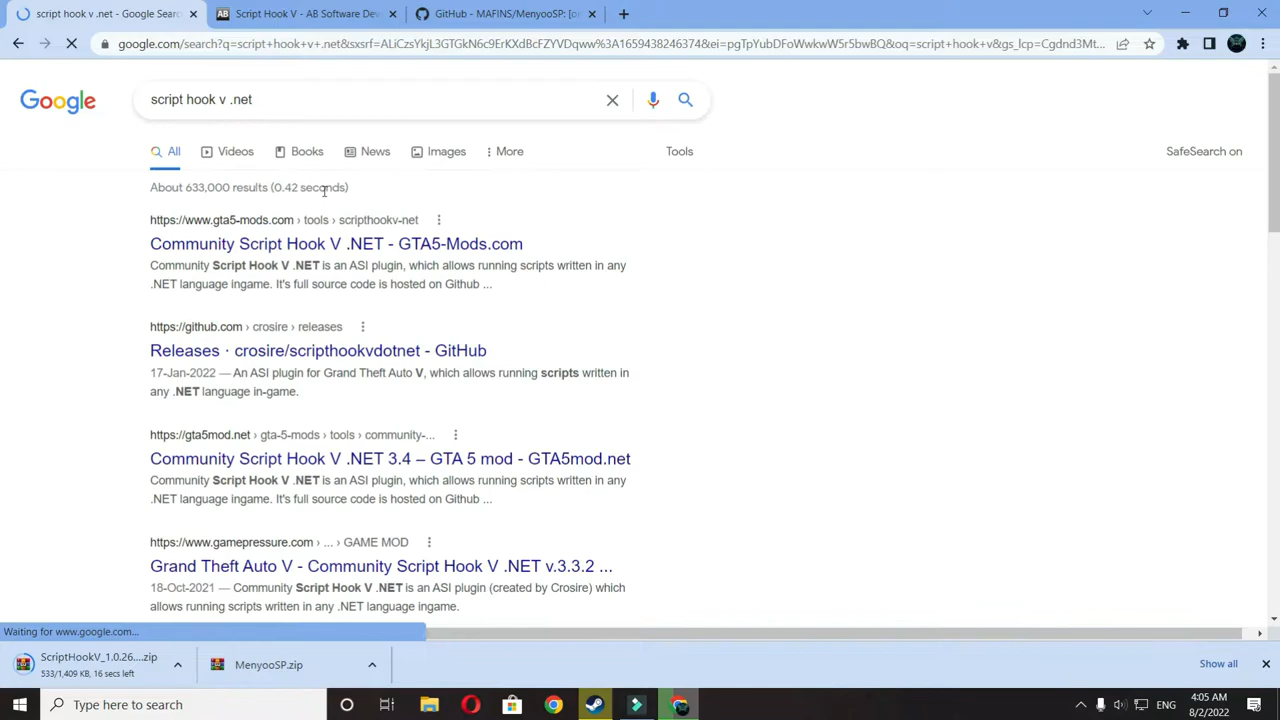 script hook v .net - Google Sear
AB Script Hook V - AB Software Dev
GitHub - MAFINS/MenyooSP: [or
google.com/search?q=script+hook+v+.net&sxsrf=ALiCzsYkjL3GTGkN6c9ErKXdBcFZYVDqww%3A1659438246374&ei=pgTpYubDFoWwkwW5r5bwBQ&oq=script+hook+v&gs_lcp=Cgdnd3Mt...
Google
script hook v .net
All
Videos
Books
News
Images
More
Tools
SafeSearch on
About 633,000 results (0.42 seconds)
https://www.gta5-mods.com › tools › scripthookv-net
Community Script Hook V .NET - GTA5-Mods.com
Community Script Hook V .NET is an ASI plugin, which allows running scripts written in any
.NET language ingame. It's full source code is hosted on Github ...
https://github.com › crosire › releases
Releases · crosire/scripthookvdotnet - GitHub
17-Jan-2022 — An ASI plugin for Grand Theft Auto V, which allows running scripts written in
any .NET language in-game.
https://gta5mod.net › gta-5-mods › tools › community-...
Community Script Hook V .NET 3.4 – GTA 5 mod - GTA5mod.net
Community Script Hook V .NET is an ASI plugin, which allows running scripts written in any
.NET language ingame. It's full source code is hosted on Github ...
https://www.gamepressure.com › ... › GAME MOD
Grand Theft Auto V - Community Script Hook V .NET v.3.3.2 ...
18-Oct-2021 — Community Script Hook V .NET is an ASI plugin (created by Crosire) which
allows running scripts written in any .NET language ingame.
Waiting for www.google.com...
ScriptHookV_1.0.26....zip
533/1,409 KB, 16 secs left
MenyooSP.zip
Show all
Type here to search
ENG
4:05 AM
8/2/2022